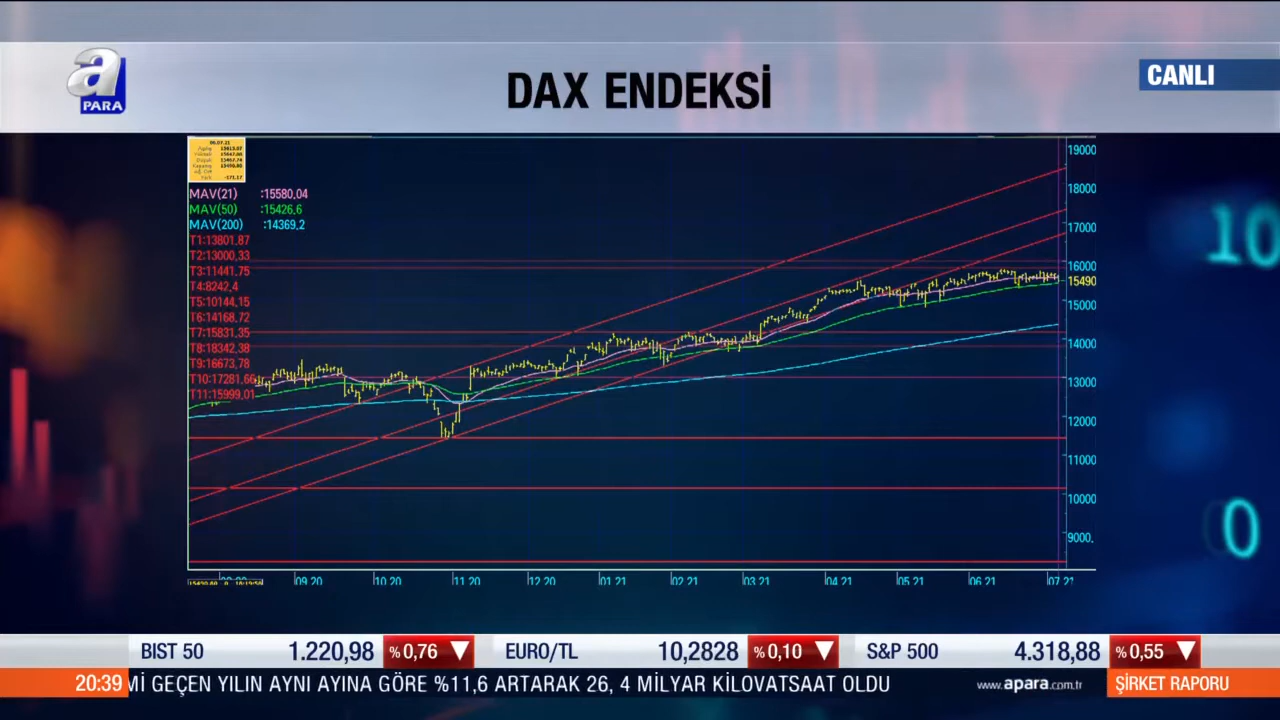 a
PARA
DAX ENDEKSİ
CANLI
MAV(21) :15580,04
MAV(50) :15426,6
MAV(200) :14369,2
T1:13801,87
T2:13000,33
T3:11441,75
T4:8242,4
T5:10144,15
T6:14168,72
T7:15831,35
T8:18342,38
T9:16673,78
T10:17281,66
T11:15999,01
19000
18000
17000
16000
15490
15000
14000
13000
12000
11000
10000
9000.
09 20
10 20
11 20
12 20
01 21
02 21
03 21
04 21
05 21
06 21
07 21
10
0
BIST 50 1.220,98 %0,76 EURO/TL 10,2828 %0,10 S&P 500 4.318,88 %0,55
20:39 Mİ GEÇEN YILIN AYNI AYINA GÖRE %11,6 ARTARAK 26, 4 MİLYAR KİLOVATSAAT OLDU www.apara.com.tr ŞİRKET RAPORU